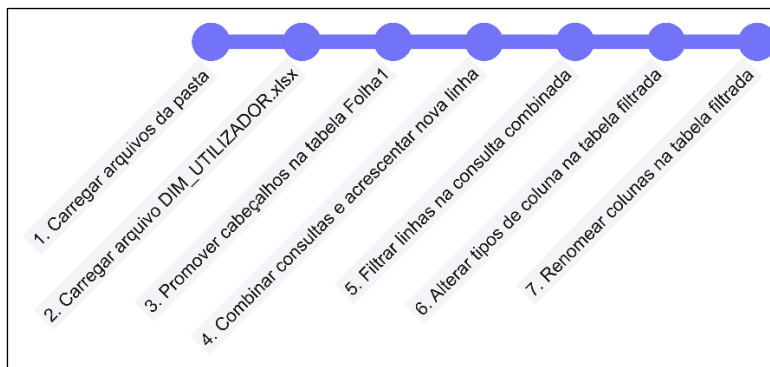 1. Carregar arquivos da pasta
2. Carregar arquivo DIM_UTILIZADOR.xlsx
3. Promover cabeçalhos na tabela Folha1
4. Combinar consultas e acrescentar nova linha
5. Filtrar linhas na consulta combinada
6. Alterar tipos de coluna na tabela filtrada
7. Renomear colunas na tabela filtrada